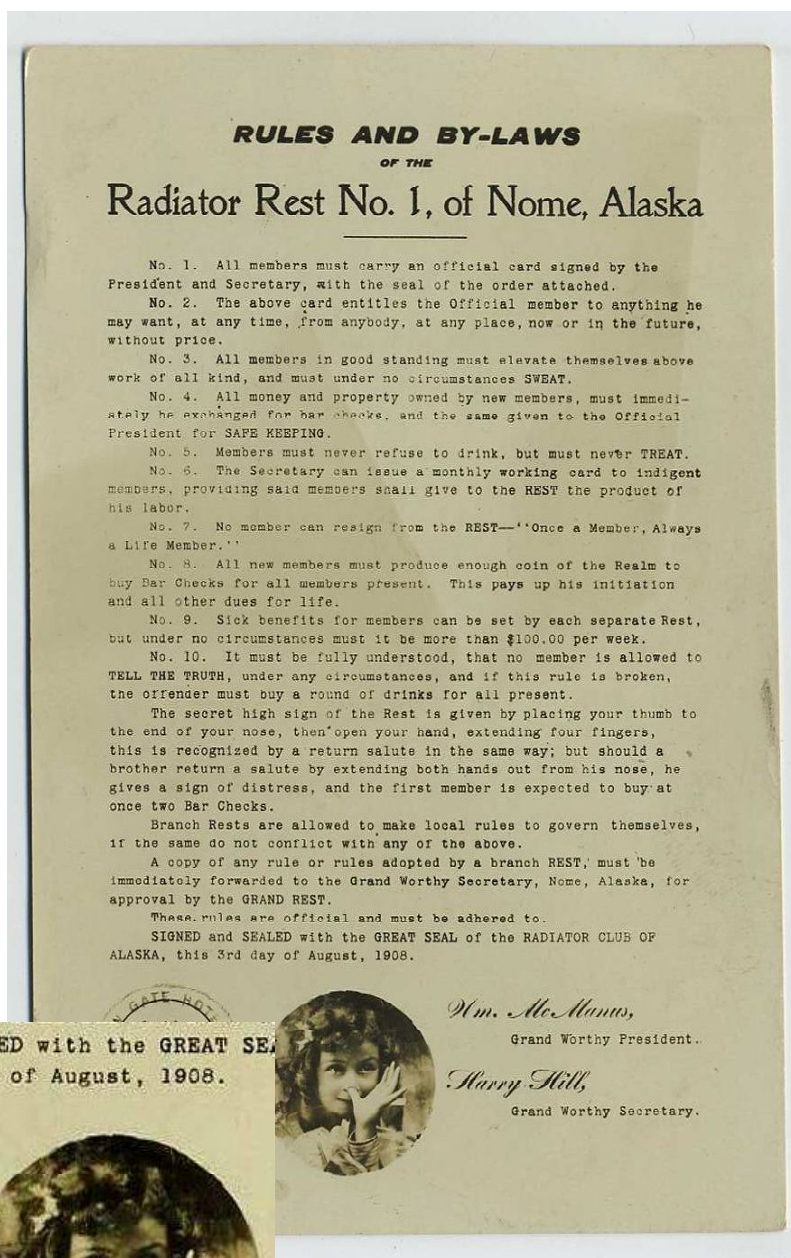 RULES AND BY-LAWS
OF THE
Radiator Rest No. 1, of Nome, Alaska
No. 1. All members must carry an official card signed by the
President and Secretary, with the seal of the order attached.
No. 2. The above card entitles the Official member to anything he
may want, at any time, from anybody, at any place, now or in the future,
without price.
No. 3. All members in good standing must elevate themselves above
work of all kind, and must under no circumstances SWEAT.
No. 4. All money and property owned by new members, must immedi-
ately be exchanged for bar checks, and the same given to the Official
President for SAFE KEEPING.
No. 5. Members must never refuse to drink, but must never TREAT.
No. 6. The Secretary can issue a monthly working card to indigent
members, providing said members shall give to the REST the product of
his labor.
No. 7. No member can resign from the REST—‘‘Once a Member, Always
a Life Member.’’
No. 8. All new members must produce enough coin of the Realm to
buy Bar Checks for all members present. This pays up his initiation
and all other dues for life.
No. 9. Sick benefits for members can be set by each separate Rest,
but under no circumstances must it be more than $100.00 per week.
No. 10. It must be fully understood, that no member is allowed to
TELL THE TRUTH, under any circumstances, and if this rule is broken,
the offender must buy a round of drinks for all present.
The secret high sign of the Rest is given by placing your thumb to
the end of your nose, then open your hand, extending four fingers,
this is recognized by a return salute in the same way; but should a
brother return a salute by extending both hands out from his nose, he
gives a sign of distress, and the first member is expected to buy at
once two Bar Checks.
Branch Rests are allowed to make local rules to govern themselves,
if the same do not conflict with any of the above.
A copy of any rule or rules adopted by a branch REST, must be
immediately forwarded to the Grand Worthy Secretary, Nome, Alaska, for
approval by the GRAND REST.
These rules are official and must be adhered to.
SIGNED and SEALED with the GREAT SEAL of the RADIATOR CLUB OF
ALASKA, this 3rd day of August, 1908.
GATE HOT
Wm. McManus,
Grand Worthy President.
Harry Hill,
Grand Worthy Secretary.
ED with the GREAT SEA
of August, 1908.